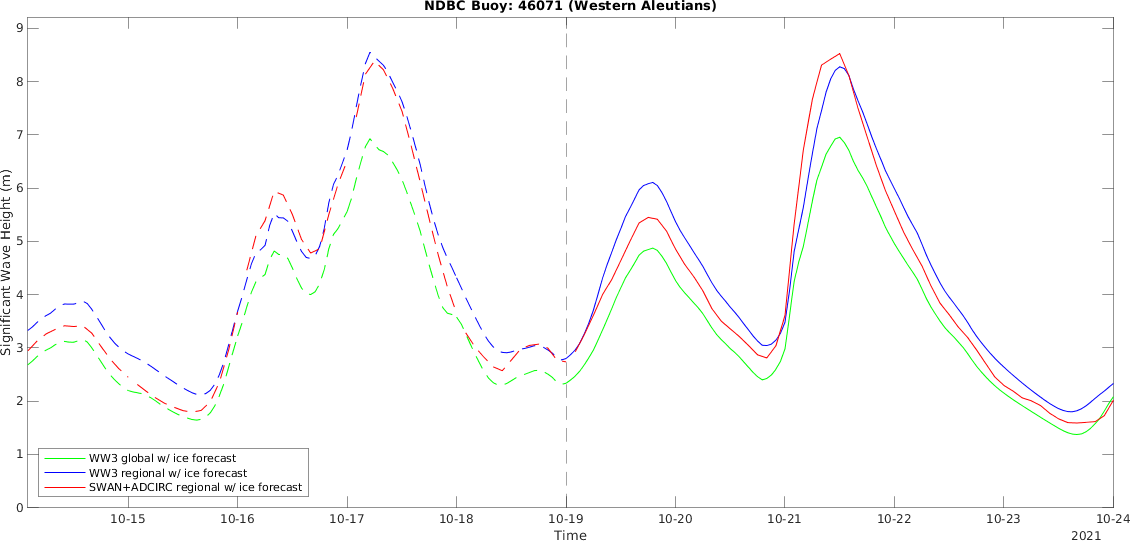 NDBC Buoy: 46071 (Western Aleutians)
9
8
7
6
5
4
3
2
1
0
Significant Wave Height (m)
WW3 global w/ ice forecast
WW3 regional w/ ice forecast
SWAN+ADCIRC regional w/ ice forecast
10-15 10-16 10-17 10-18 10-19 10-20 10-21 10-22 10-23 10-24
Time
2021